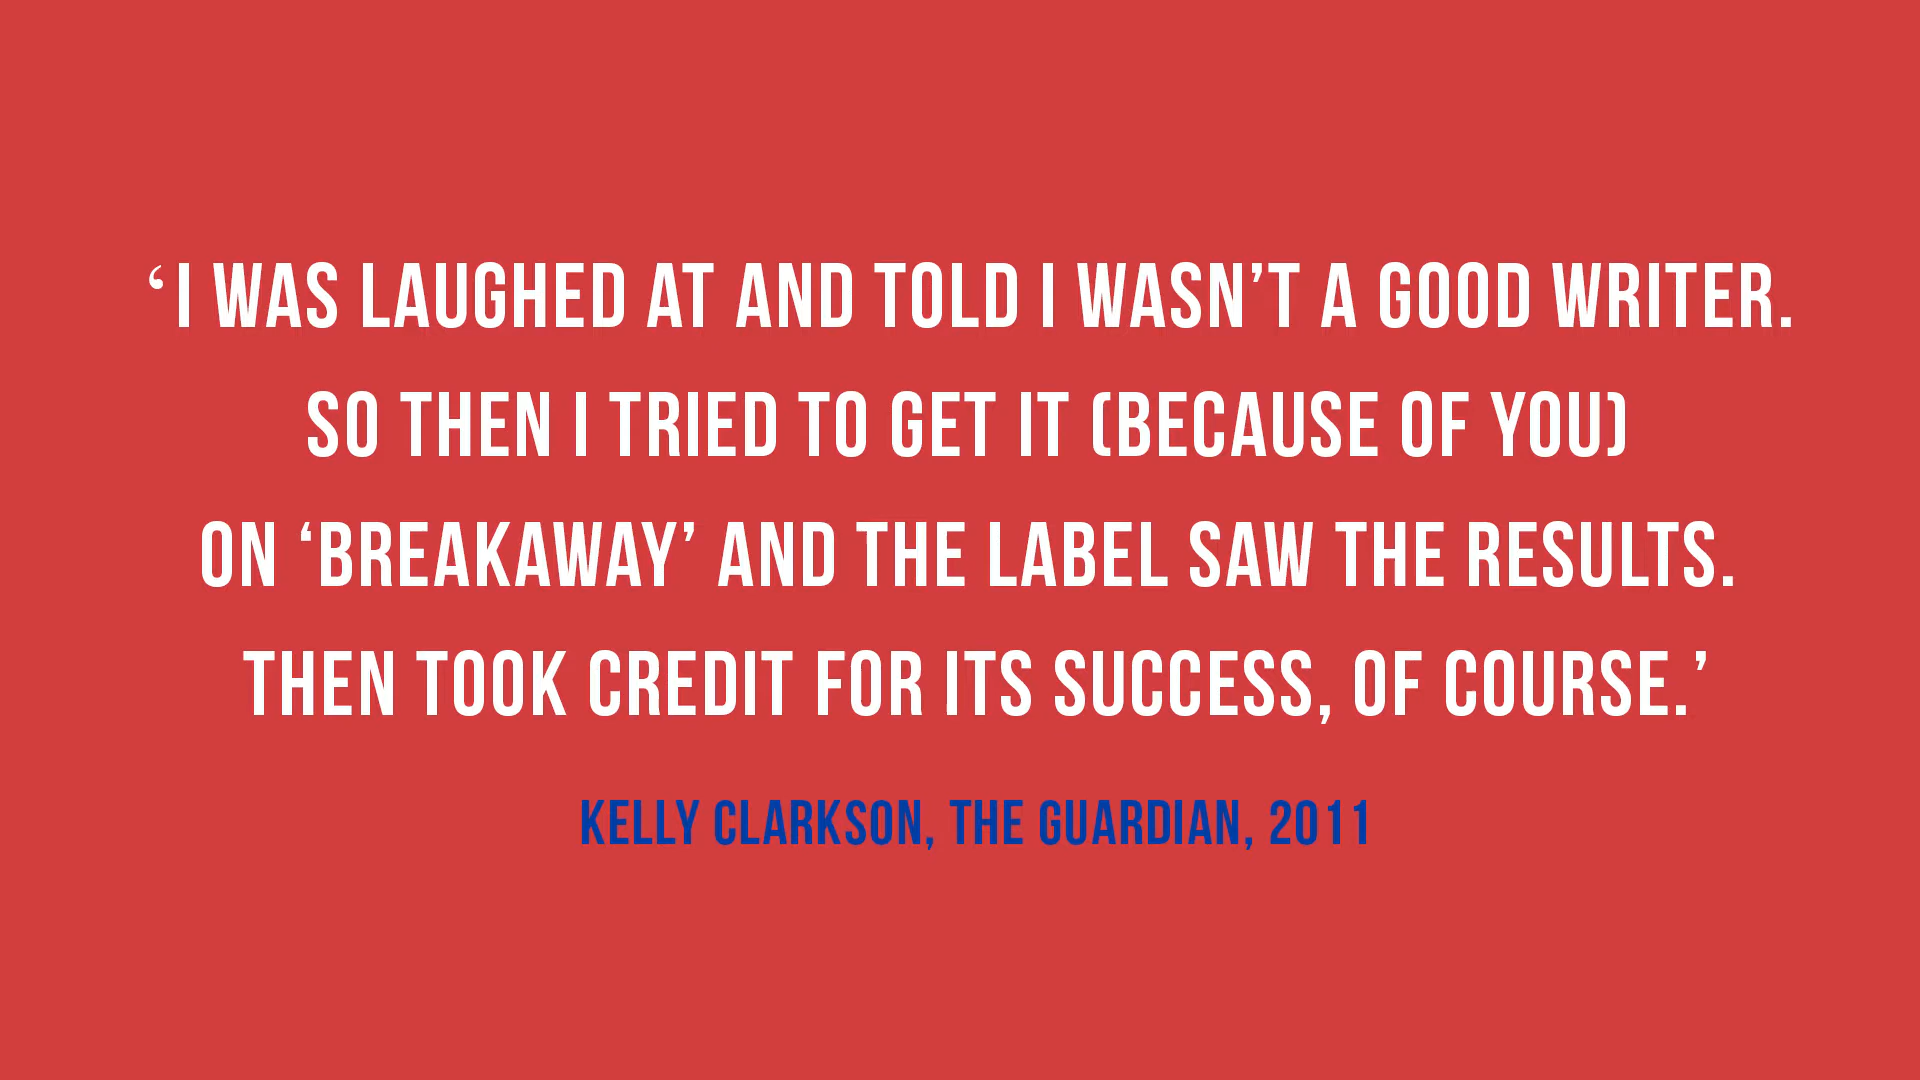 ‘I WAS LAUGHED AT AND TOLD I WASN’T A GOOD WRITER.
SO THEN I TRIED TO GET IT (BECAUSE OF YOU)
ON ‘BREAKAWAY’ AND THE LABEL SAW THE RESULTS.
THEN TOOK CREDIT FOR ITS SUCCESS, OF COURSE.’
KELLY CLARKSON, THE GUARDIAN, 2011